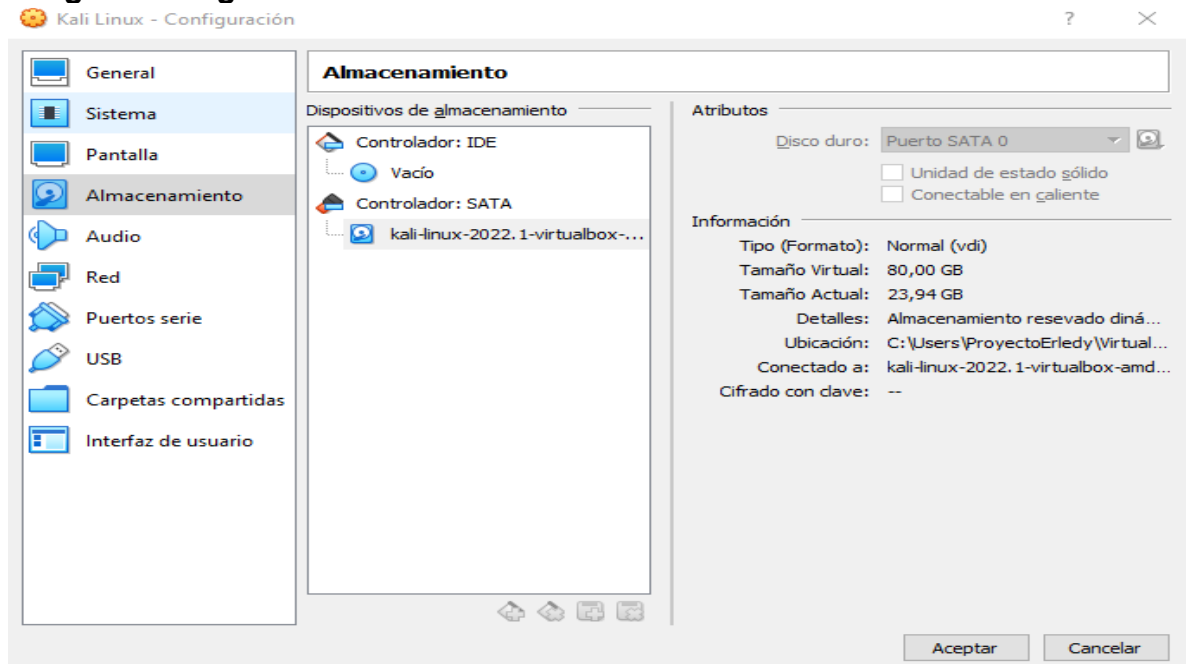 Kali Linux - Configuración
?
General
Sistema
Pantalla
Almacenamiento
Audio
Red
Puertos serie
USB
Carpetas compartidas
Interfaz de usuario
Almacenamiento
Dispositivos de almacenamiento
Controlador: IDE
Vacío
Controlador: SATA
kali-linux-2022.1-virtualbox-...
Atributos
Disco duro: Puerto SATA 0
Unidad de estado sólido
Conectable en caliente
Información
Tipo (Formato): Normal (vdi)
Tamaño Virtual: 80,00 GB
Tamaño Actual: 23,94 GB
Detalles: Almacenamiento resevado diná...
Ubicación: C:\Users\ProyectoErledy\Virtual...
Conectado a: kali-linux-2022.1-virtualbox-amd...
Cifrado con clave: --
Aceptar
Cancelar